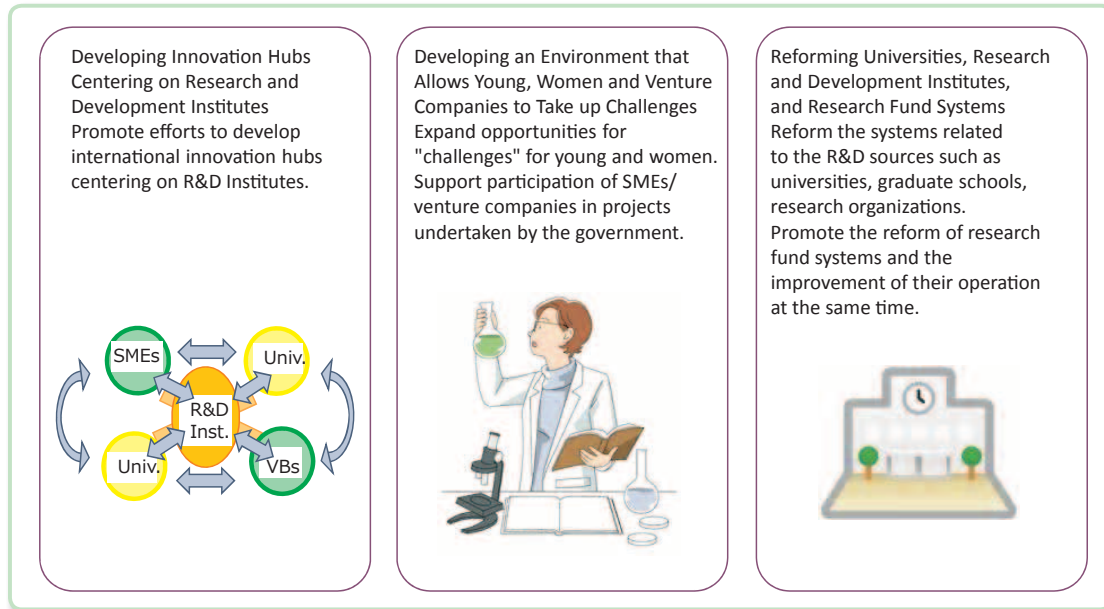 Developing Innovation Hubs
Centering on Research and
Development Institutes
Promote efforts to develop
international innovation hubs
centering on R&D Institutes.
SMEs
Univ.
R&D
Inst.
Univ.
VBs
Developing an Environment that
Allows Young, Women and Venture
Companies to Take up Challenges
Expand opportunities for
"challenges" for young and women.
Support participation of SMEs/
venture companies in projects
undertaken by the government.
Reforming Universities, Research
and Development Institutes,
and Research Fund Systems
Reform the systems related
to the R&D sources such as
universities, graduate schools,
research organizations.
Promote the reform of research
fund systems and the
improvement of their operation
at the same time.